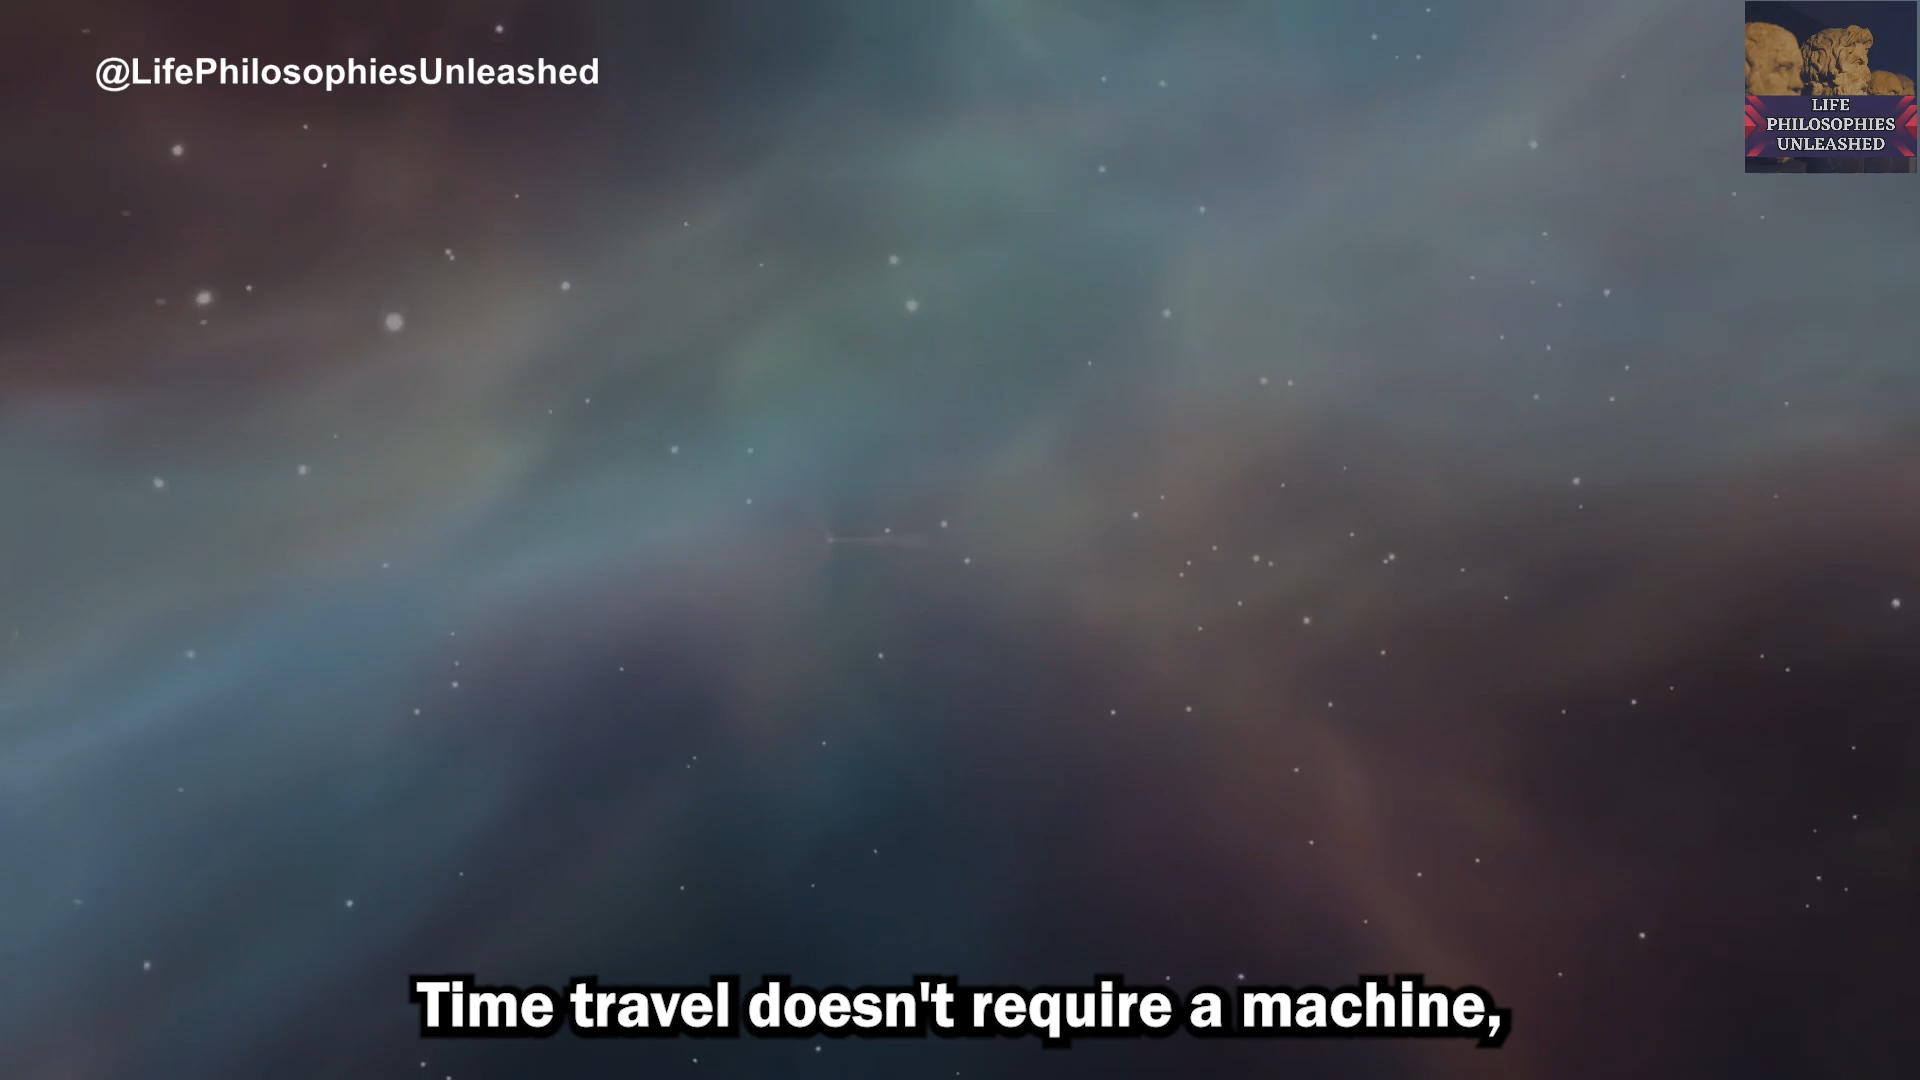 @LifePhilosophiesUnleashed
LIFE
PHILOSOPHIES
UNLEASHED
Time travel doesn't require a machine,